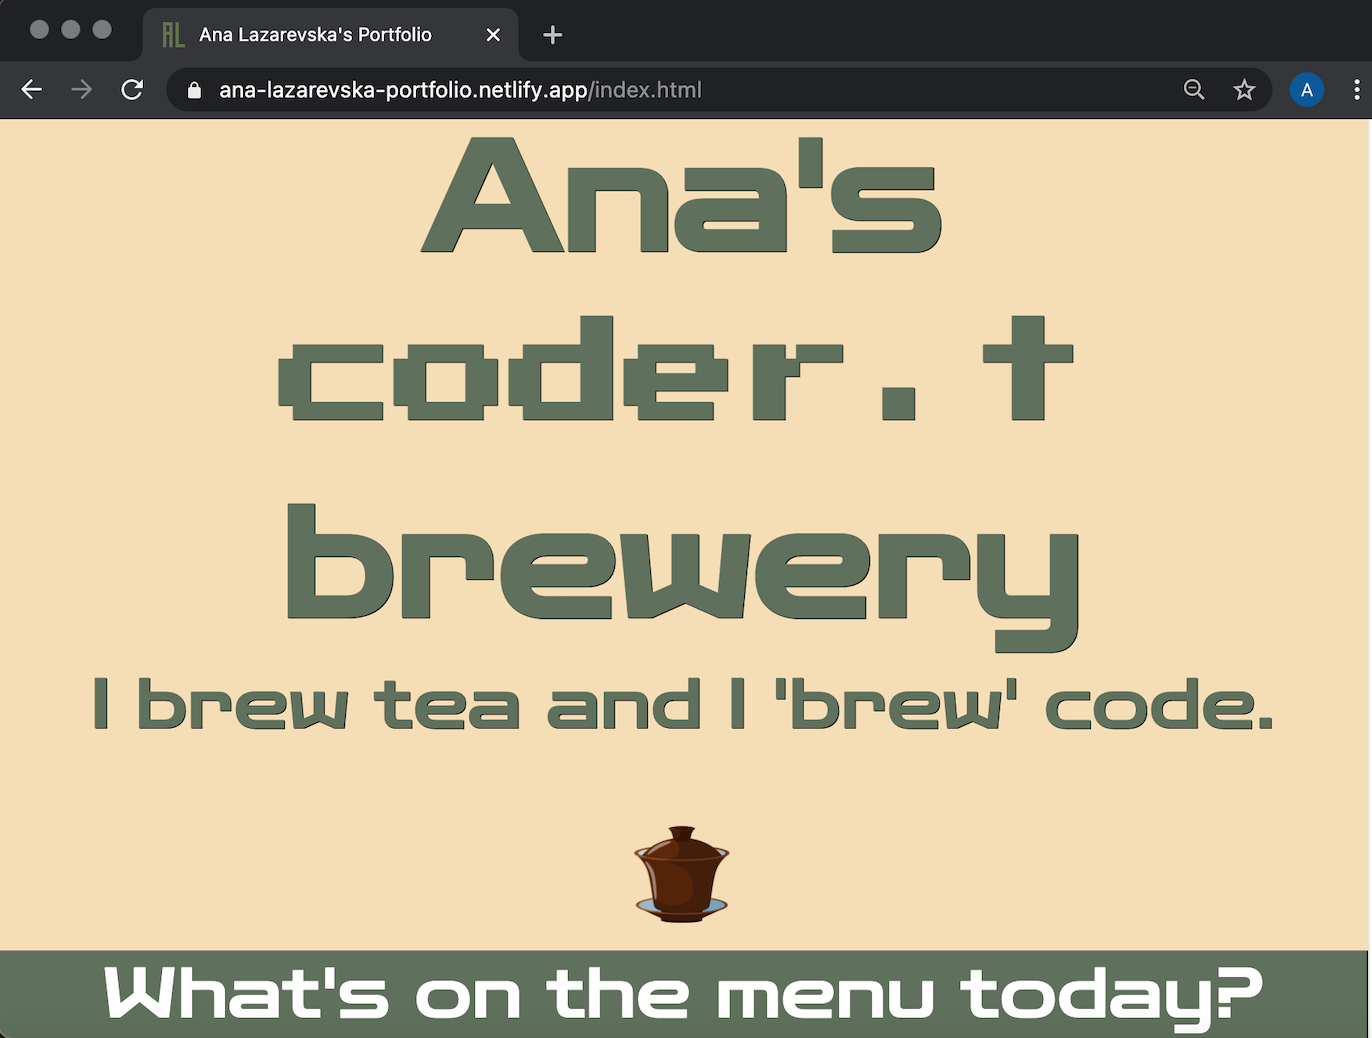 AL Ana Lazarevska's Portfolio
ana-lazarevska-portfolio.netlify.app/index.html
A
Ana's
coder.t
brewery
I brew tea and I 'brew' code.
What's on the menu today?